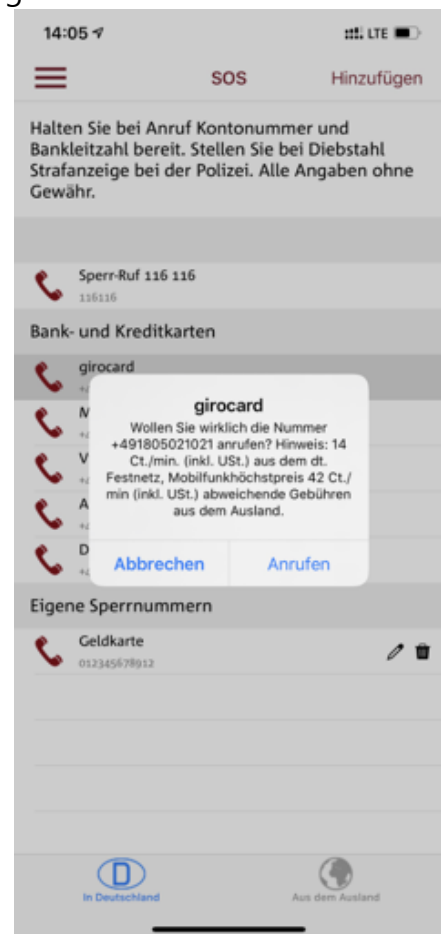 14:05
LTE
SOS
Hinzufügen
Halten Sie bei Anruf Kontonummer und
Bankleitzahl bereit. Stellen Sie bei Diebstahl
Strafanzeige bei der Polizei. Alle Angaben ohne
Gewähr.
Sperr-Ruf 116 116
116116
Bank- und Kreditkarten
girocard
M
V
A
D
girocard
Wollen Sie wirklich die Nummer
+491805021021 anrufen? Hinweis: 14
Ct./min. (inkl. USt.) aus dem dt.
Festnetz, Mobilfunkhöchstpreis 42 Ct./
min (inkl. USt.) abweichende Gebühren
aus dem Ausland.
Abbrechen
Anrufen
Eigene Sperrnummern
Geldkarte
012345678912
D
In Deutschland
Aus dem Ausland